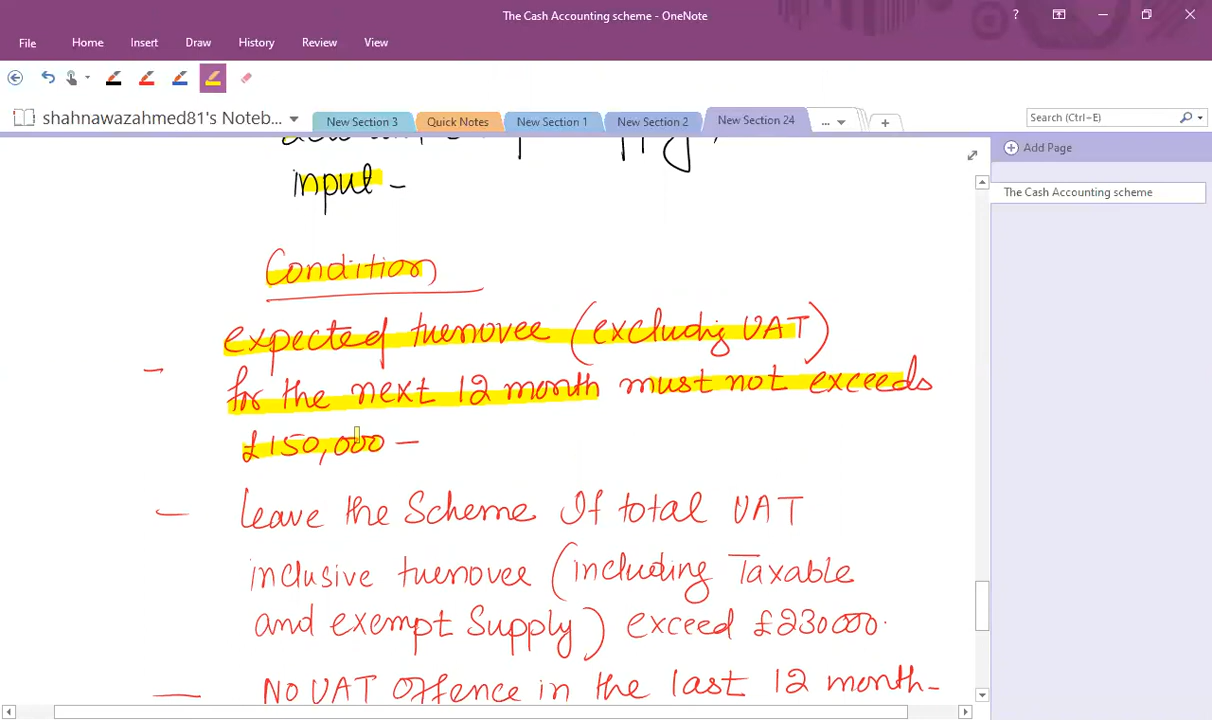 The Cash Accounting scheme - OneNote
File Home Insert Draw History Review View
shahnawazahmed81's Noteb...
New Section 3 Quick Notes New Section 1 New Section 2 New Section 24 ...
Search (Ctrl+E)
Add Page
The Cash Accounting scheme
input -
Condition
- expected turnover (excluding VAT)
for the next 12 month must not exceeds
£150,000 -
- Leave the Scheme If total VAT
inclusive turnover (including Taxable
and exempt Supply) exceed £230000.
- No VAT Offence in the last 12 month-